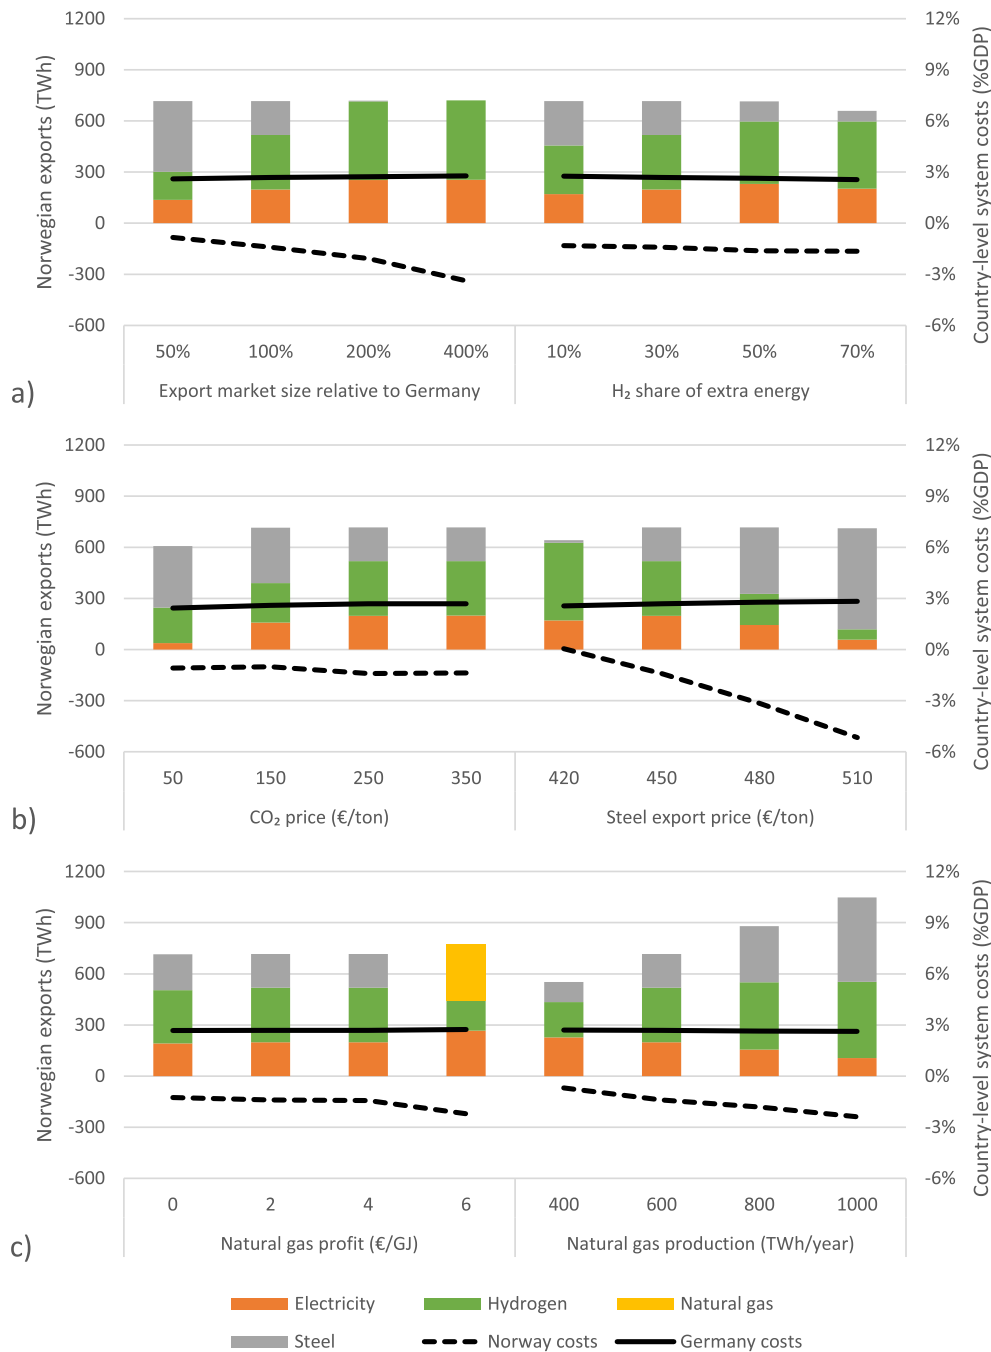 1200
900
600
300
0
-300
-600
Norwegian exports (TWh)
12%
9%
6%
3%
0%
-3%
-6%
Country-level system costs (%GDP)
50% 100% 200% 400% 10% 30% 50% 70%
Export market size relative to Germany H₂ share of extra energy
a)
1200
900
600
300
0
-300
-600
Norwegian exports (TWh)
12%
9%
6%
3%
0%
-3%
-6%
Country-level system costs (%GDP)
50 150 250 350 420 450 480 510
CO₂ price (€/ton) Steel export price (€/ton)
b)
1200
900
600
300
0
-300
-600
Norwegian exports (TWh)
12%
9%
6%
3%
0%
-3%
-6%
Country-level system costs (%GDP)
0 2 4 6 400 600 800 1000
Natural gas profit (€/GJ) Natural gas production (TWh/year)
c)
Electricity Hydrogen Natural gas
Steel Norway costs Germany costs